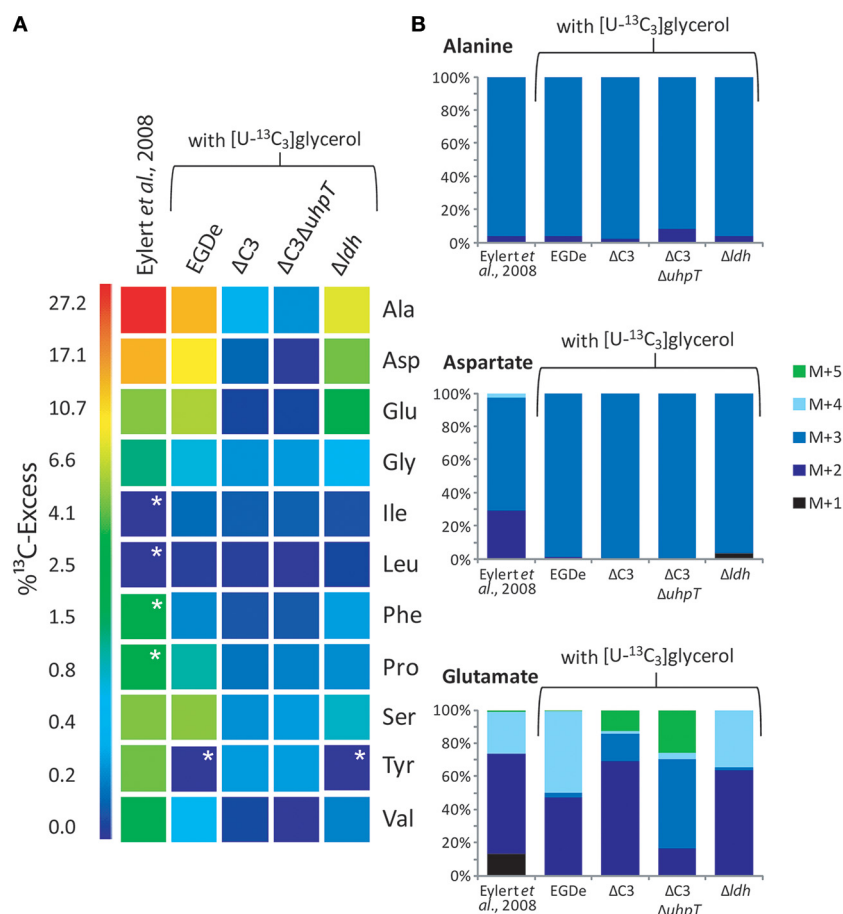 A
with [U-¹³C₃]glycerol
Eylert et al., 2008
EGDe
ΔC3
ΔC3ΔuhpT
Δldh
%¹³C-Excess
27.2
17.1
10.7
6.6
4.1
2.5
1.5
0.8
0.4
0.2
0.0
Ala
Asp
Glu
Gly
*
Ile
*
Leu
*
Phe
*
Pro
Ser
* *
Tyr
Val
B
with [U-¹³C₃]glycerol
Alanine
100%
80%
60%
40%
20%
0%
Eylert et EGDe ΔC3 ΔC3 Δldh
al., 2008 ΔuhpT
with [U-¹³C₃]glycerol
Aspartate
100%
80%
60%
40%
20%
0%
Eylert et EGDe ΔC3 ΔC3 Δldh
al., 2008 ΔuhpT
M+5
M+4
M+3
M+2
M+1
with [U-¹³C₃]glycerol
Glutamate
100%
80%
60%
40%
20%
0%
Eylert et EGDe ΔC3 ΔC3 Δldh
al., 2008 ΔuhpT